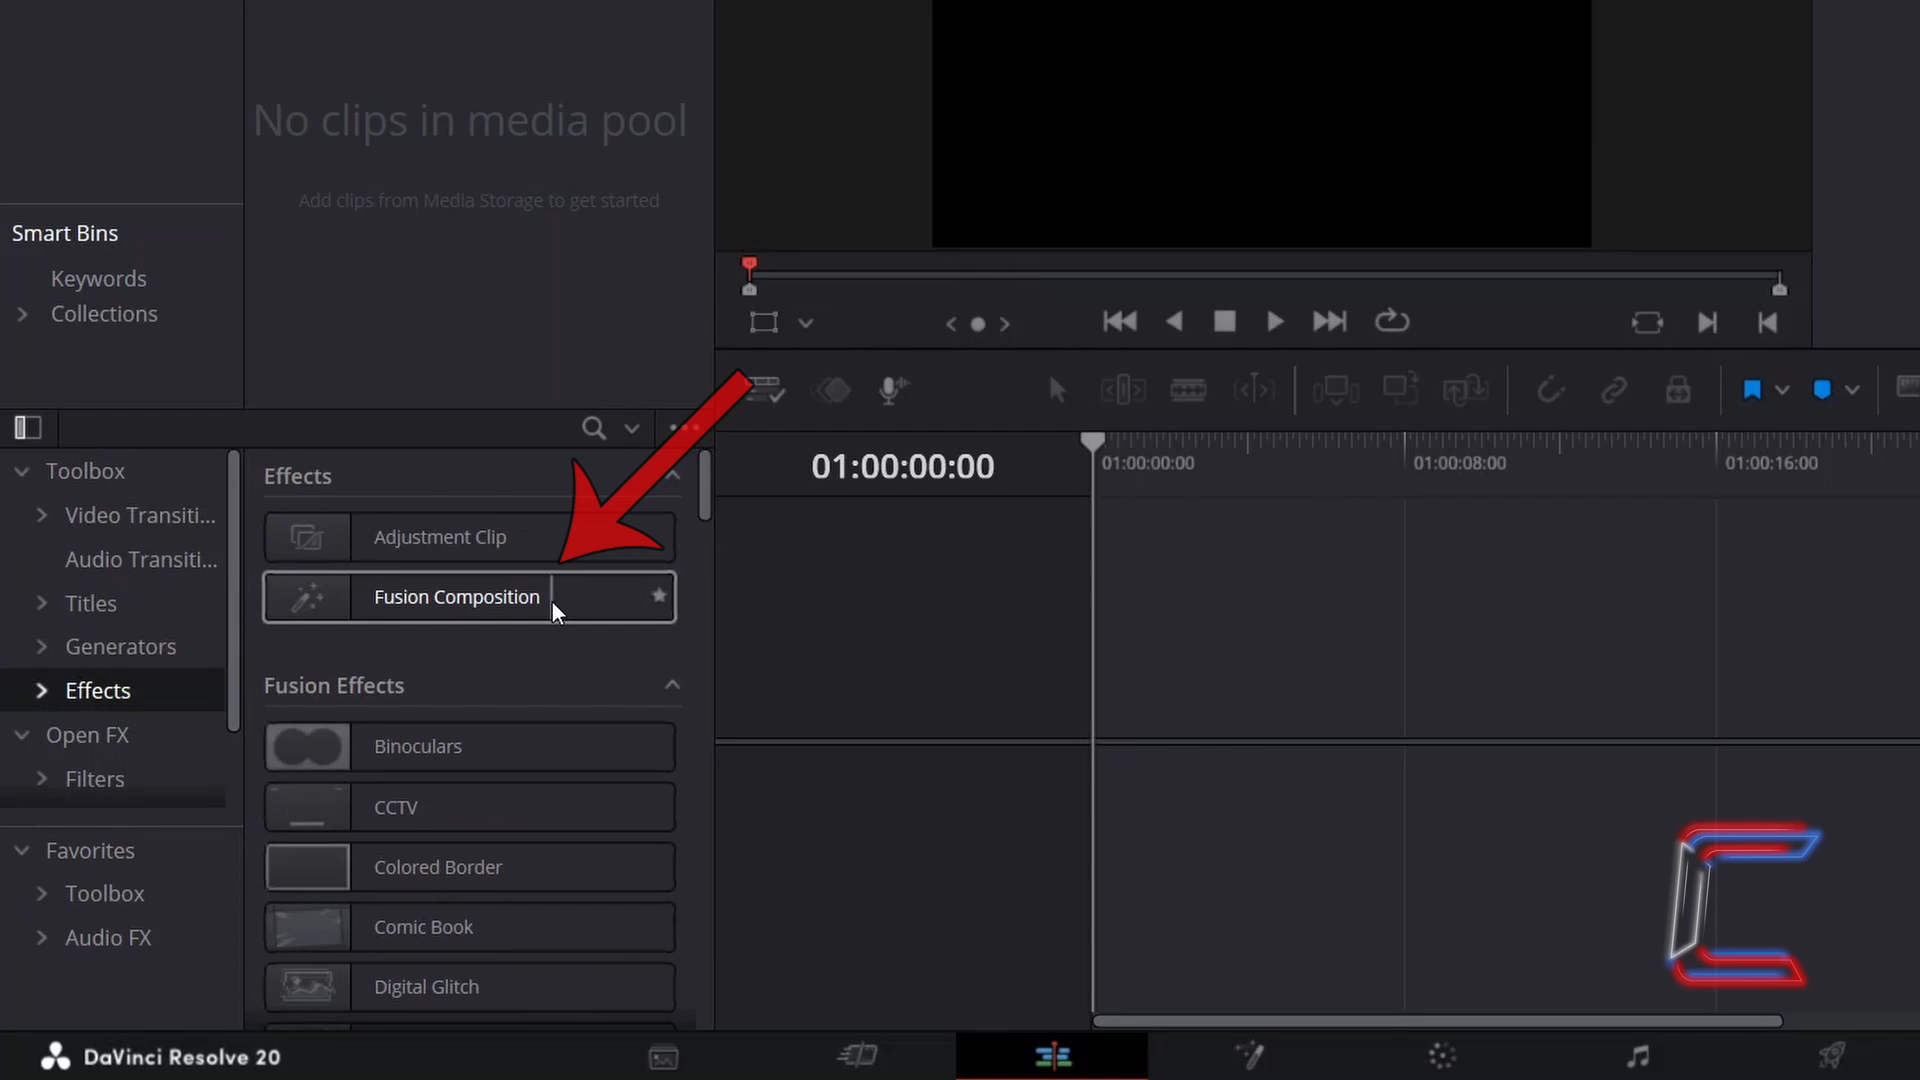 No clips in media pool
Add clips from Media Storage to get started
Smart Bins
Keywords
Collections
Toolbox
Video Transiti...
Audio Transiti...
Titles
Generators
Effects
Open FX
Filters
Favorites
Toolbox
Audio FX
Effects
Adjustment Clip
Fusion Composition
Fusion Effects
Binoculars
CCTV
Colored Border
Comic Book
Digital Glitch
01:00:00:00
01:00:00:00
01:00:08:00
01:00:16:00
DaVinci Resolve 20